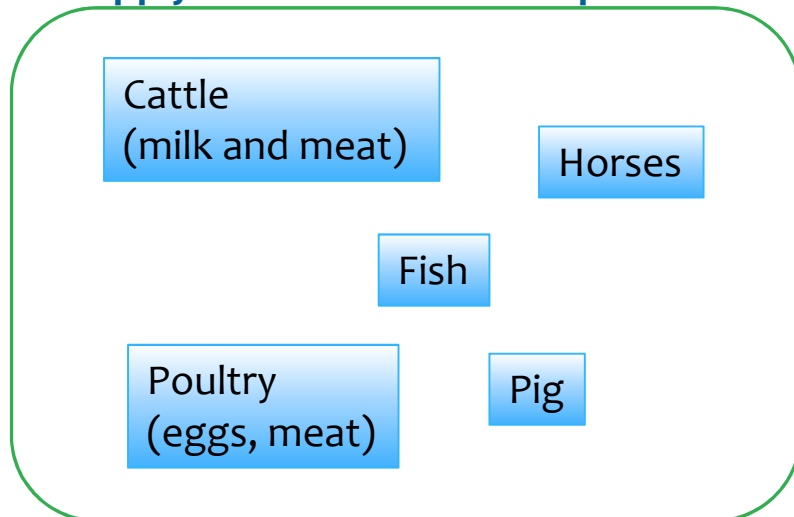 Cattle
(milk and meat)
Horses
Fish
Poultry
(eggs, meat)
Pig